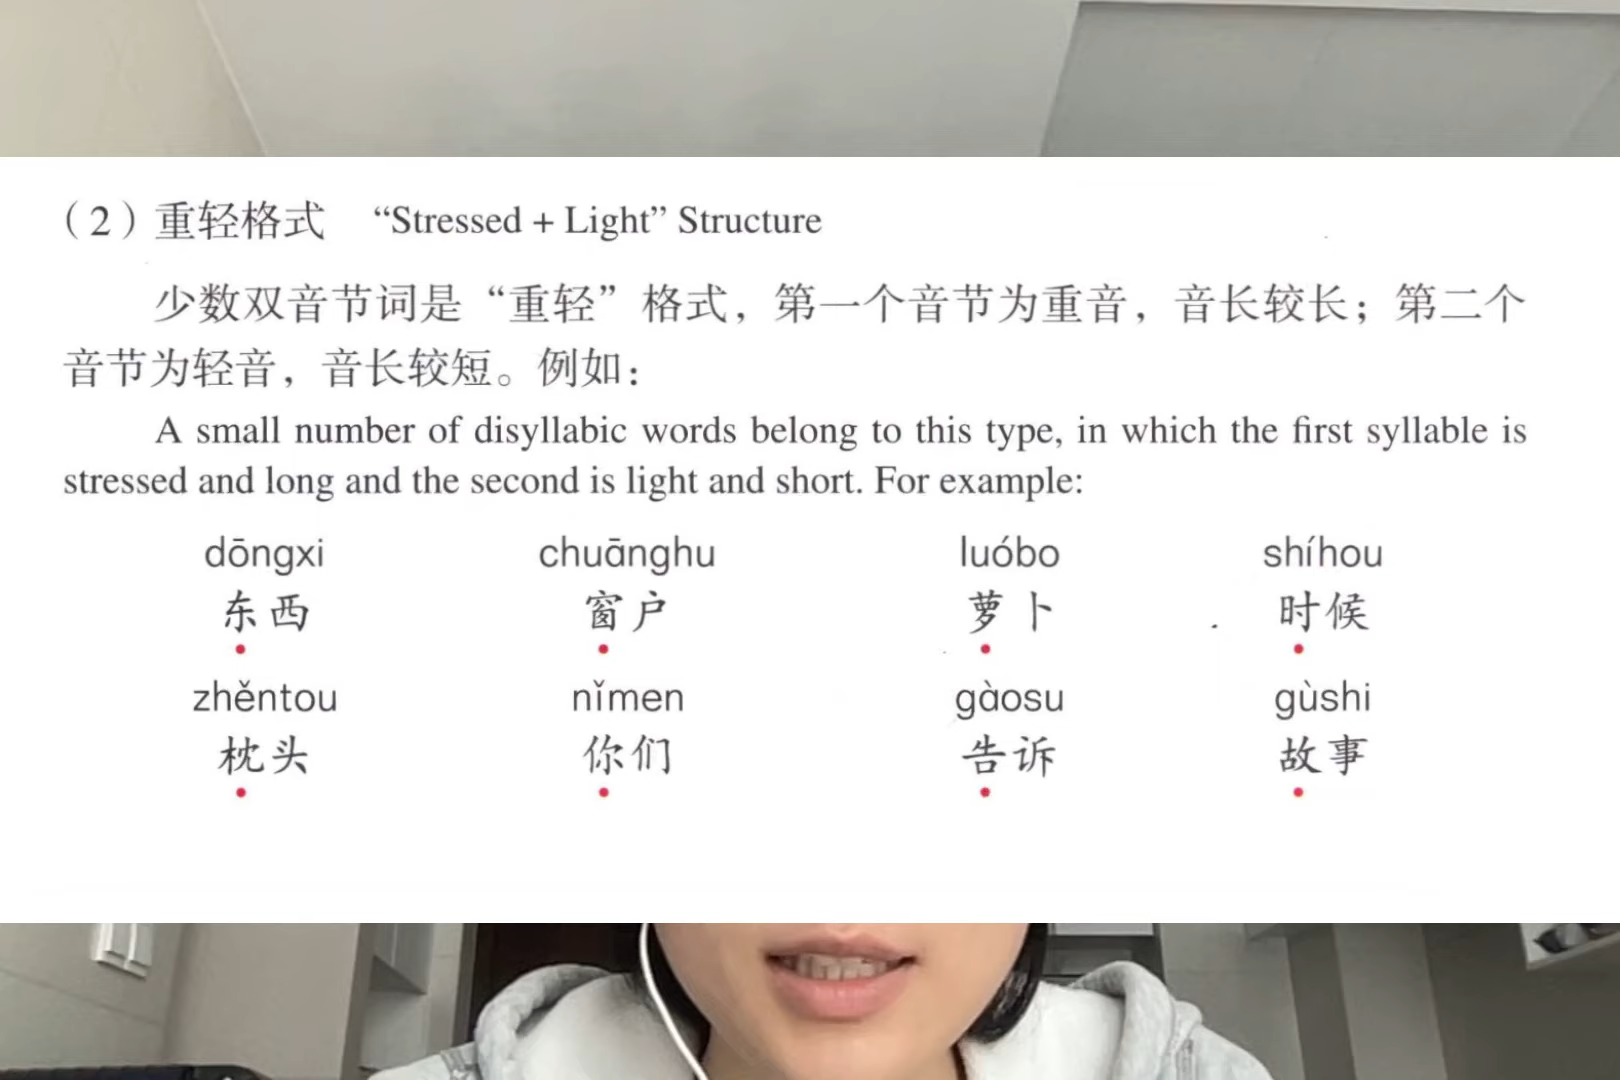 （2）重轻格式 “Stressed + Light” Structure
少数双音节词是“重轻”格式，第一个音节为重音，音长较长；第二个
音节为轻音，音长较短。例如：
A small number of disyllabic words belong to this type, in which the first syllable is
stressed and long and the second is light and short. For example:
dōngxi chuānghu luóbo shíhou
东西 窗户 萝卜 时候
zhěntou nǐmen gàosu gùshi
枕头 你们 告诉 故事